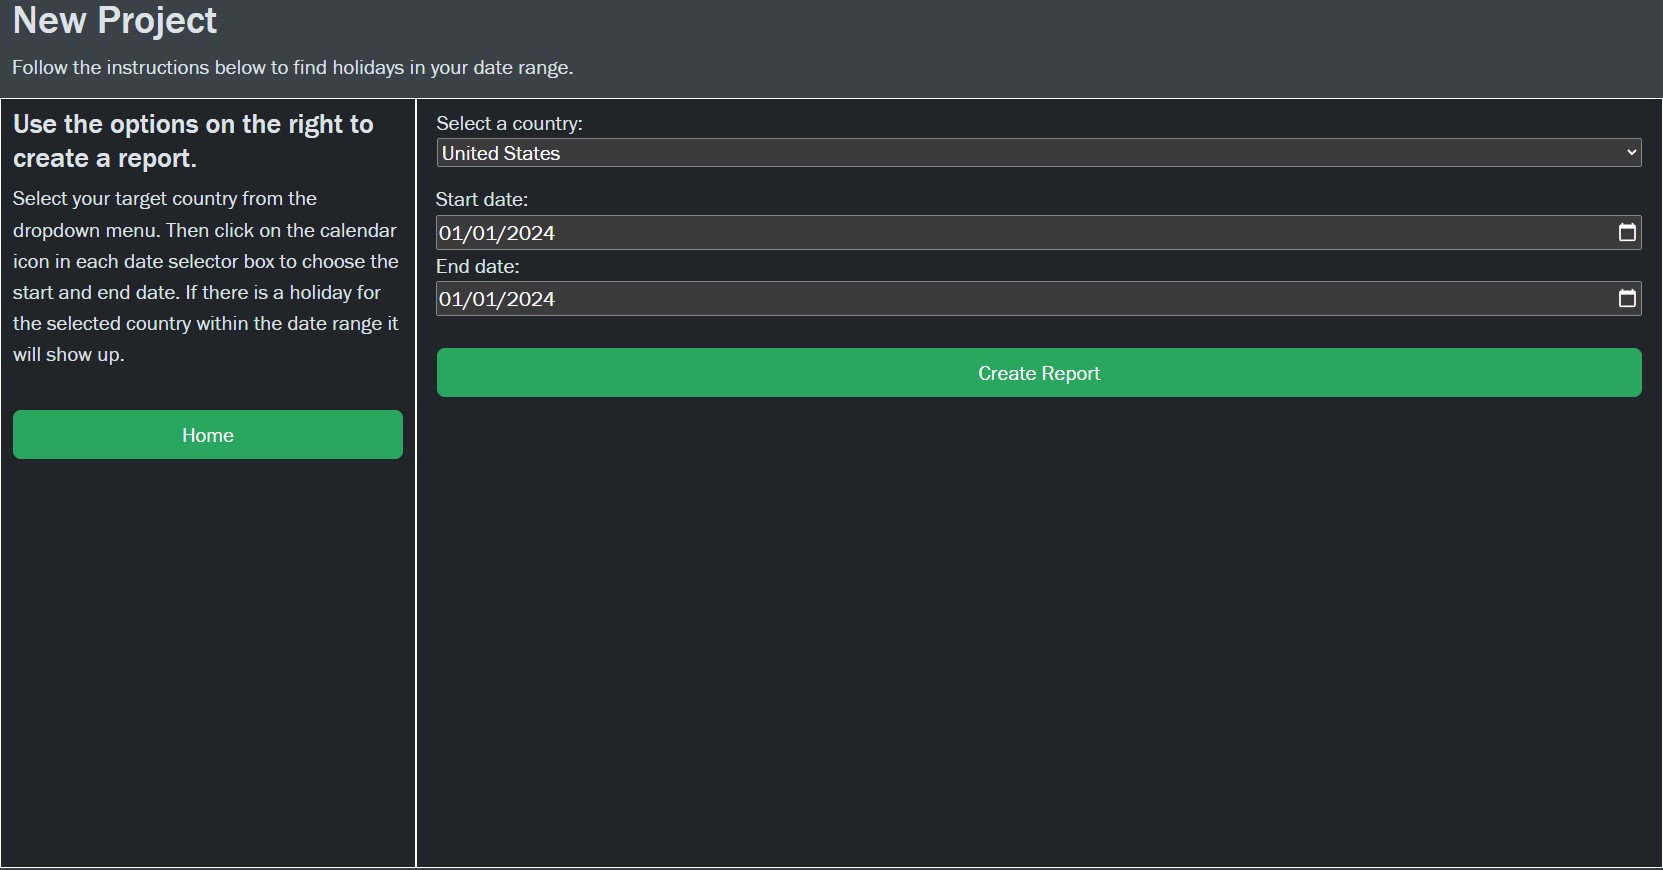 New Project
Follow the instructions below to find holidays in your date range.
Use the options on the right to
create a report.
Select your target country from the
dropdown menu. Then click on the calendar
icon in each date selector box to choose the
start and end date. If there is a holiday for
the selected country within the date range it
will show up.
Home
Select a country:
United States
Start date:
01/01/2024
End date:
01/01/2024
Create Report